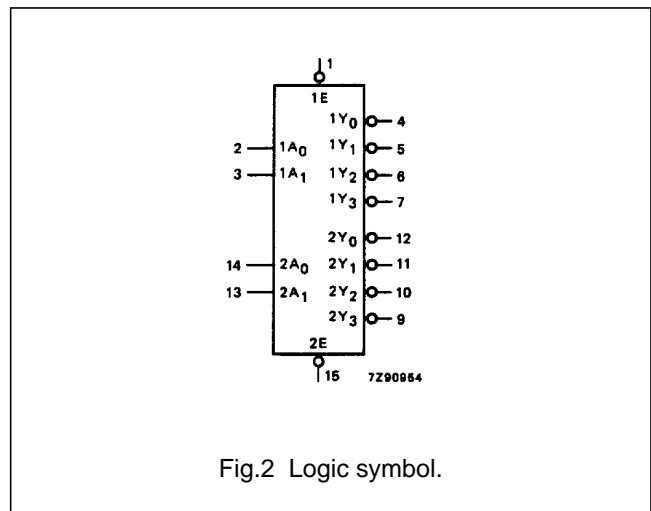 1
1E
1Y0 4
2 1A0 1Y1 5
3 1A1 1Y2 6
1Y3 7
2Y0 12
14 2A0 2Y1 11
13 2A1 2Y2 10
2Y3 9
2E
15 7Z90954
Fig.2 Logic symbol.